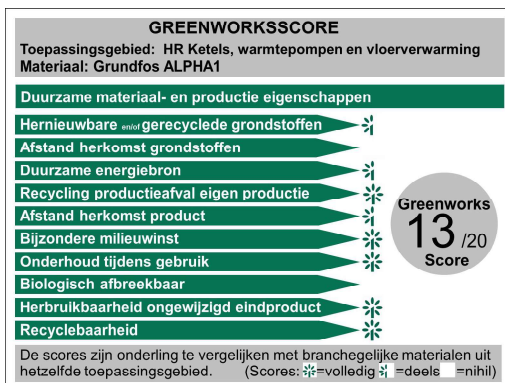 GREENWORKSSCORE
Toepassingsgebied: HR Ketels, warmtepompen en vloerverwarming
Materiaal: Grundfos ALPHA1
Duurzame materiaal- en productie eigenschappen
Hernieuwbare en/of gerecyclede grondstoffen
Afstand herkomst grondstoffen
Duurzame energiebron
Recycling productieafval eigen productie
Afstand herkomst product
Bijzondere milieuwinst
Onderhoud tijdens gebruik
Biologisch afbreekbaar
Herbruikbaarheid ongewijzigd eindproduct
Recyclebaarheid
Greenworks
13 /20
Score
De scores zijn onderling te vergelijken met branchegelijke materialen uit
hetzelfde toepassingsgebied. (Scores: =volledig =deels =nihil)